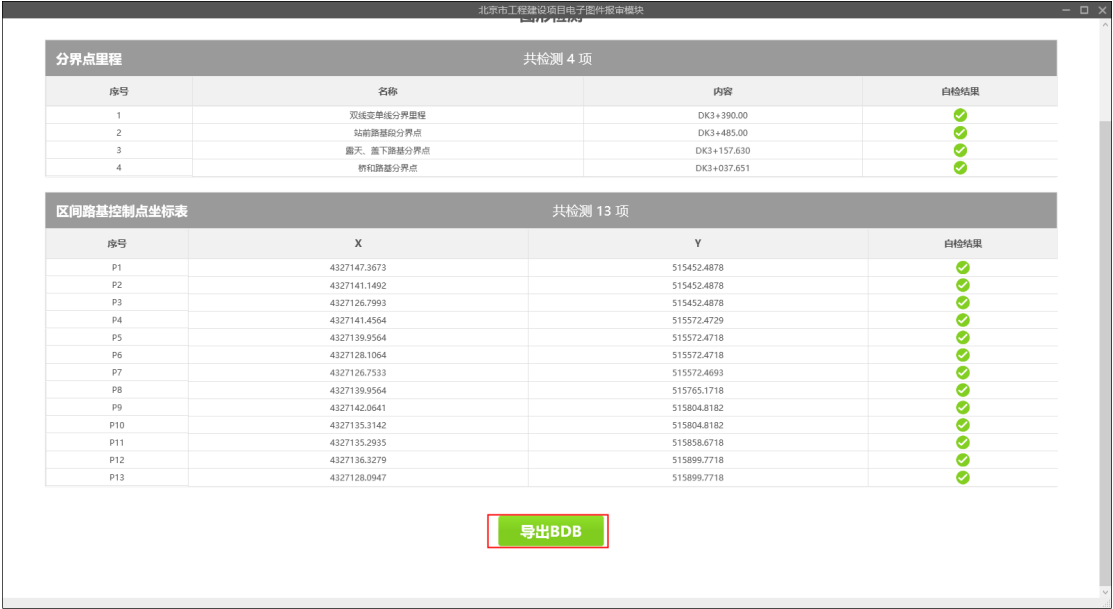 北京市工程建设项目电子图件报审模块
图形检测
分界点里程 共检测 4 项
序号 名称 内容 自检结果
1 双线变单线分界里程 DK3+390.00
2 站前路基段分界点 DK3+485.00
3 露天、盖下路基分界点 DK3+157.630
4 桥和路基分界点 DK3+037.651
区间路基控制点坐标表 共检测 13 项
序号 X Y 自检结果
P1 4327147.3673 515452.4878
P2 4327141.1492 515452.4878
P3 4327126.7993 515452.4878
P4 4327141.4564 515572.4729
P5 4327139.9564 515572.4718
P6 4327128.1064 515572.4718
P7 4327126.7533 515572.4693
P8 4327139.9564 515765.1718
P9 4327142.0641 515804.8182
P10 4327135.3142 515804.8182
P11 4327135.2935 515858.6718
P12 4327136.3279 515899.7718
P13 4327128.0947 515899.7718
导出BDB